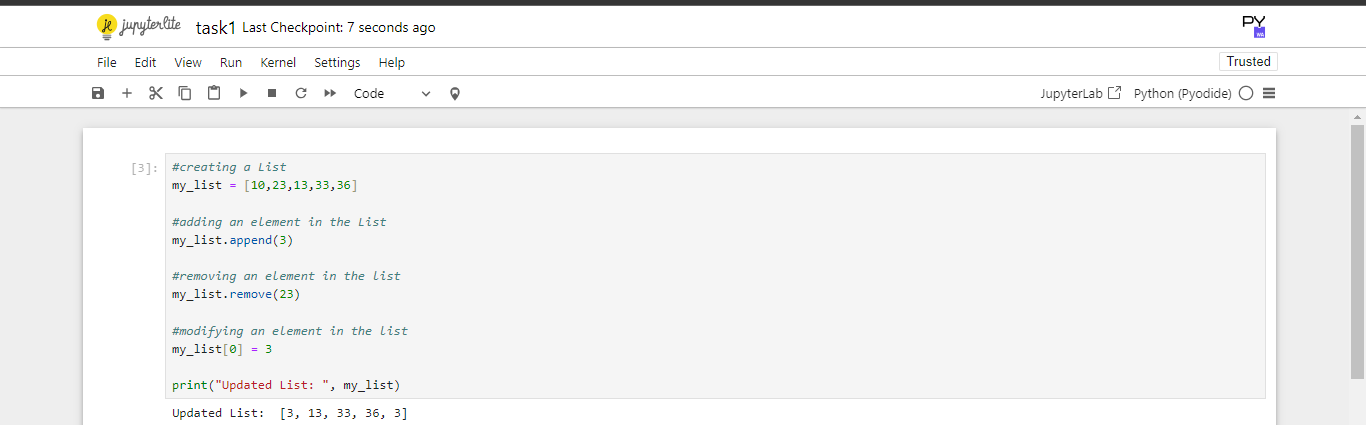 jupyterlite task1 Last Checkpoint: 7 seconds ago
PY
WA
File Edit View Run Kernel Settings Help
Trusted
Code
JupyterLab Python (Pyodide)
[3]:
#creating a List
my_list = [10,23,13,33,36]
#adding an element in the List
my_list.append(3)
#removing an element in the list
my_list.remove(23)
#modifying an element in the list
my_list[0] = 3
print("Updated List: ", my_list)
Updated List:  [3, 13, 33, 36, 3]